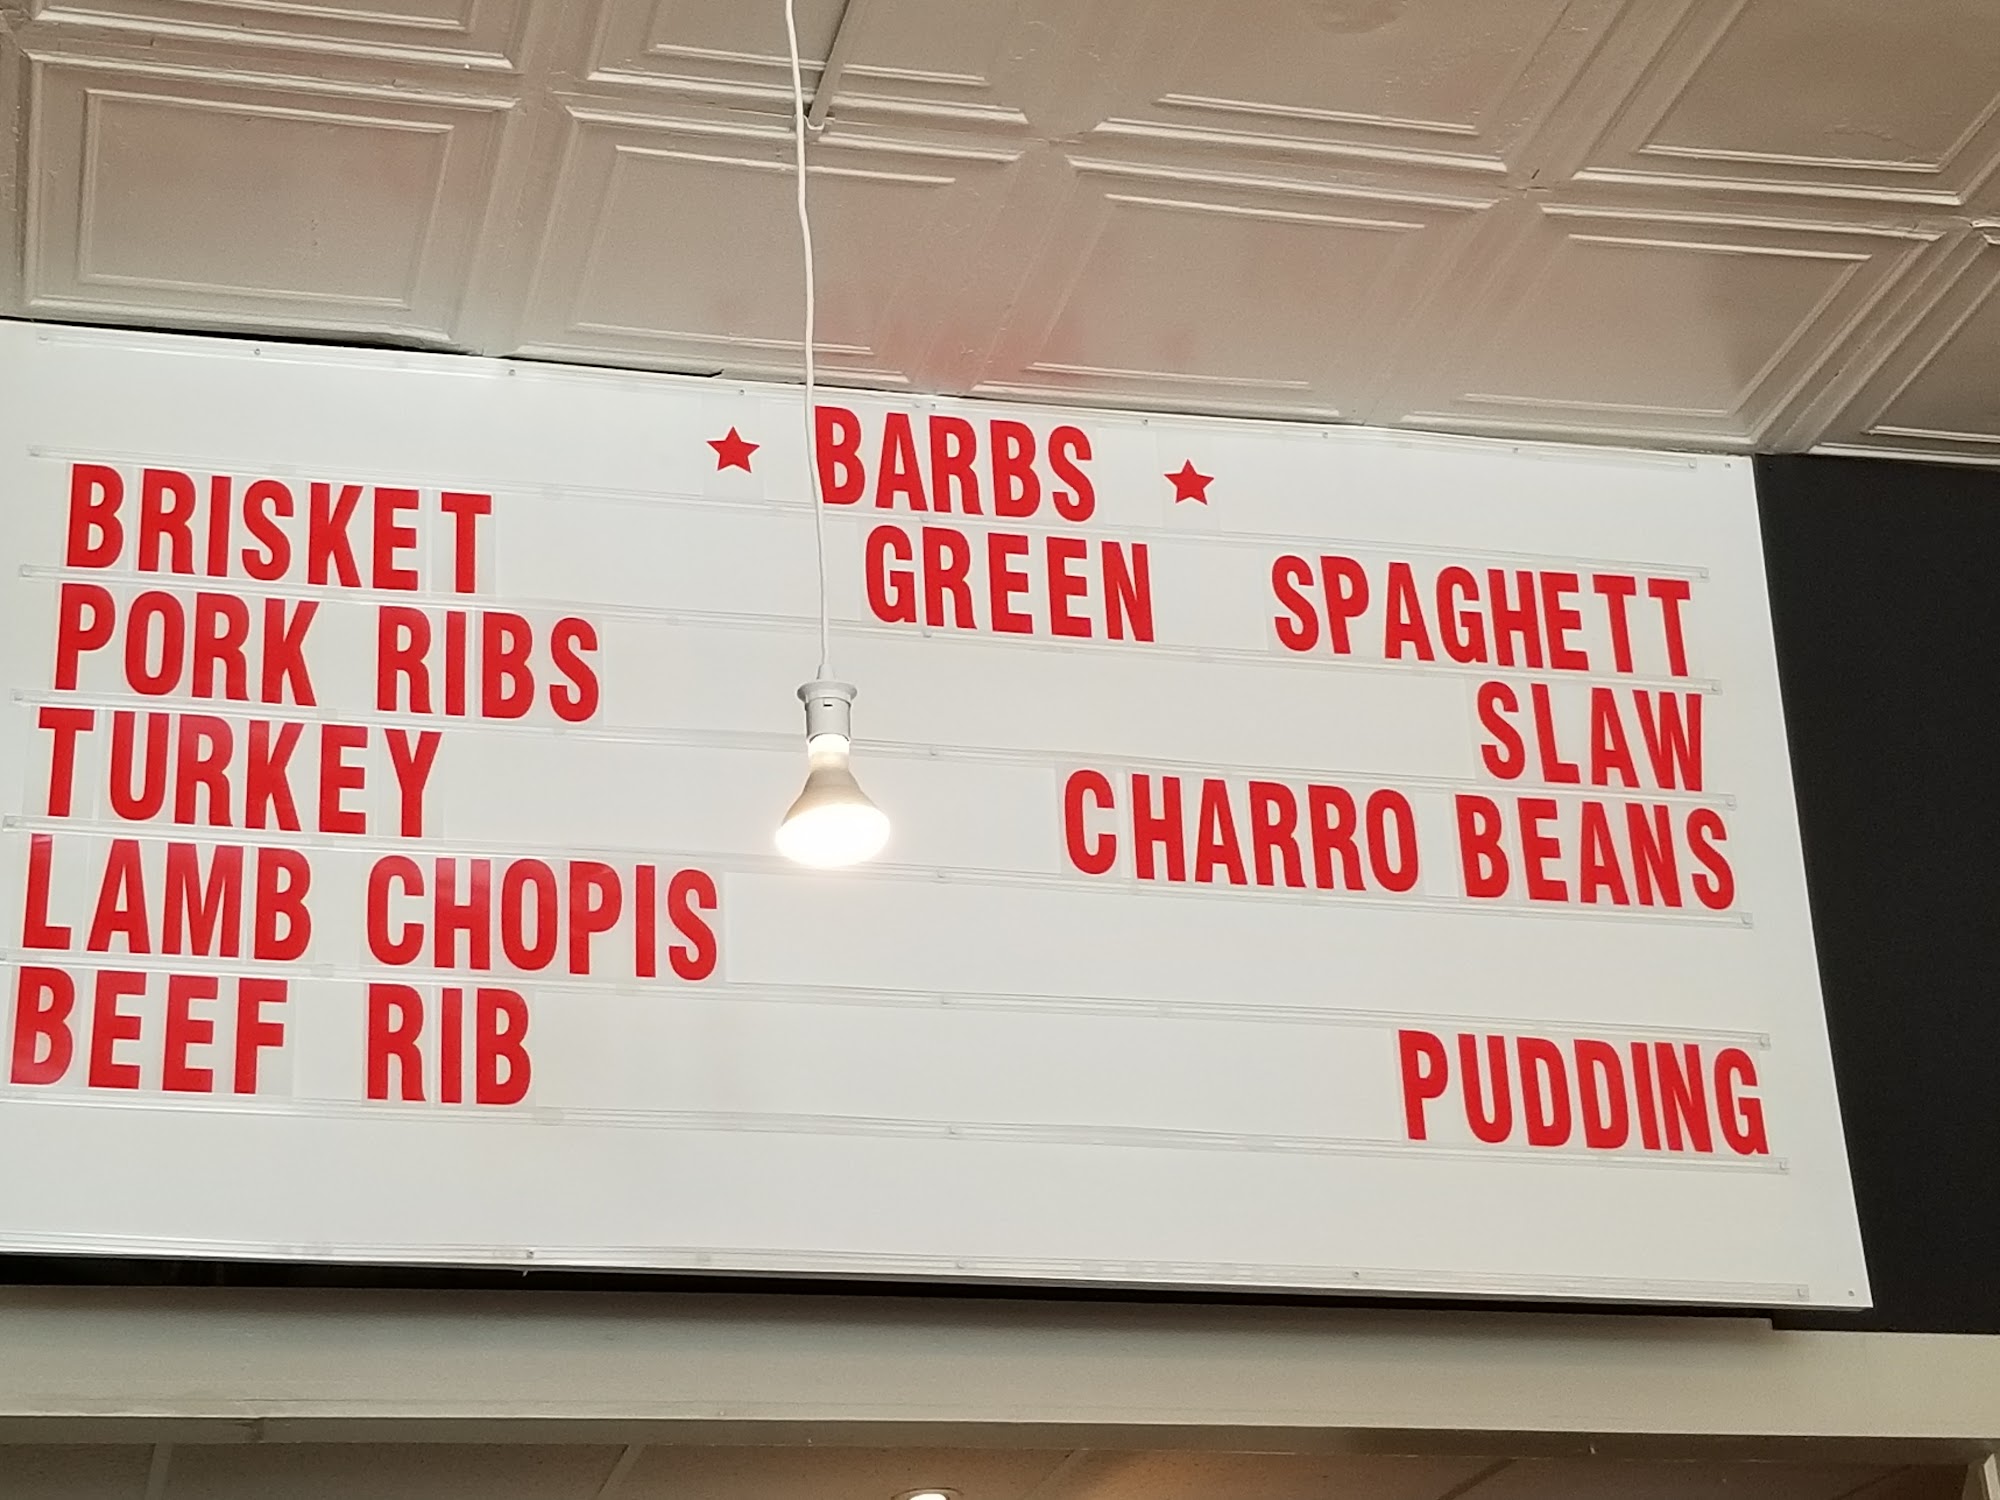 ★ BARBS ★
BRISKET GREEN SPAGHETT
PORK RIBS SLAW
TURKEY CHARRO BEANS
LAMB CHOPIS
BEEF RIB PUDDING